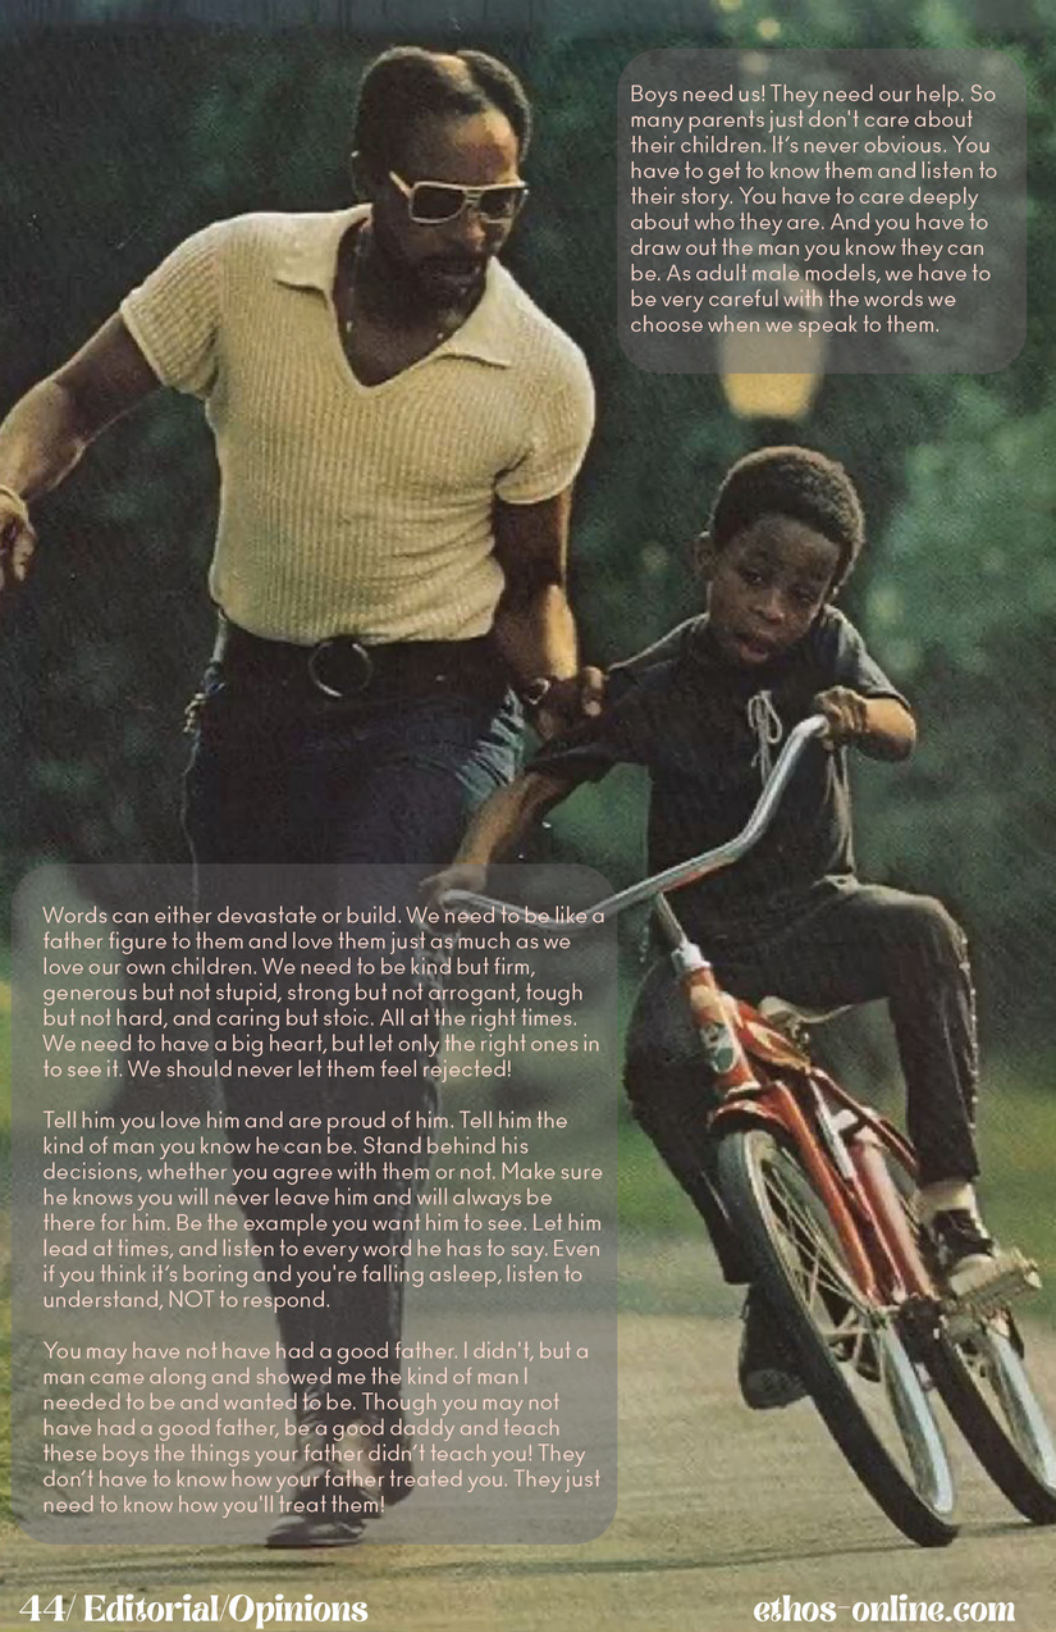 Boys need us! They need our help. So
many parents just don't care about
their children. It's never obvious. You
have to get to know them and listen to
their story. You have to care deeply
about who they are. And you have to
draw out the man you know they can
be. As adult male models, we have to
be very careful with the words we
choose when we speak to them.
Words can either devastate or build. We need to be like a
father figure to them and love them just as much as we
love our own children. We need to be kind but firm,
generous but not stupid, strong but not arrogant, tough
but not hard, and caring but stoic. All at the right times.
We need to have a big heart, but let only the right ones in
to see it. We should never let them feel rejected!
Tell him you love him and are proud of him. Tell him the
kind of man you know he can be. Stand behind his
decisions, whether you agree with them or not. Make sure
he knows you will never leave him and will always be
there for him. Be the example you want him to see. Let him
lead at times, and listen to every word he has to say. Even
if you think it's boring and you're falling asleep, listen to
understand, NOT to respond.
You may have not have had a good father. I didn't, but a
man came along and showed me the kind of man I
needed to be and wanted to be. Though you may not
have had a good father, be a good daddy and teach
these boys the things your father didn't teach you! They
don't have to know how your father treated you. They just
need to know how you'll treat them!
44/ Editorial/Opinions
ethos-online.com